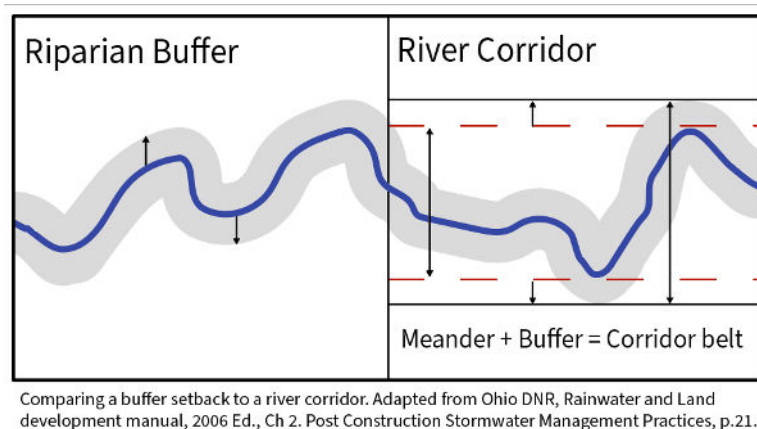 Riparian Buffer
River Corridor
Meander + Buffer = Corridor belt
Comparing a buffer setback to a river corridor. Adapted from Ohio DNR, Rainwater and Land
development manual, 2006 Ed., Ch 2. Post Construction Stormwater Management Practices, p.21.